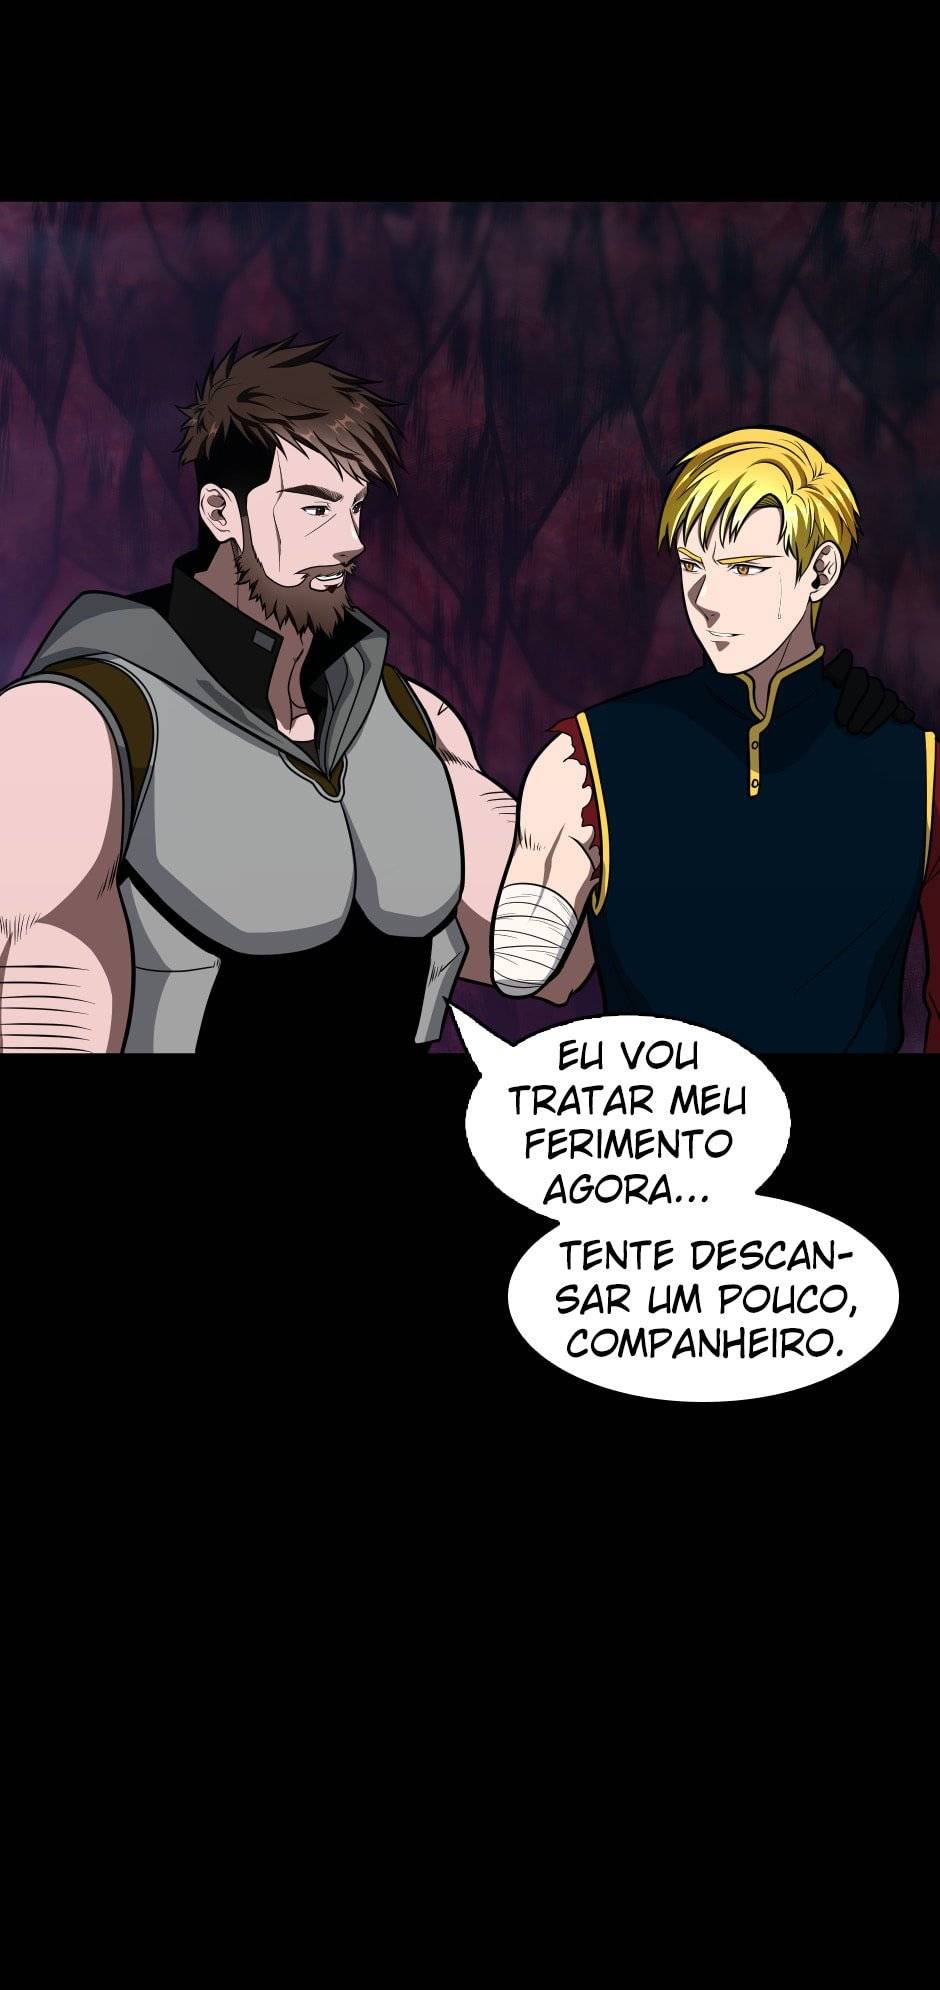 EU VOU
TRATAR MEU
FERIMENTO
AGORA...
TENTE DESCAN-
SAR UM POUCO,
COMPANHEIRO.